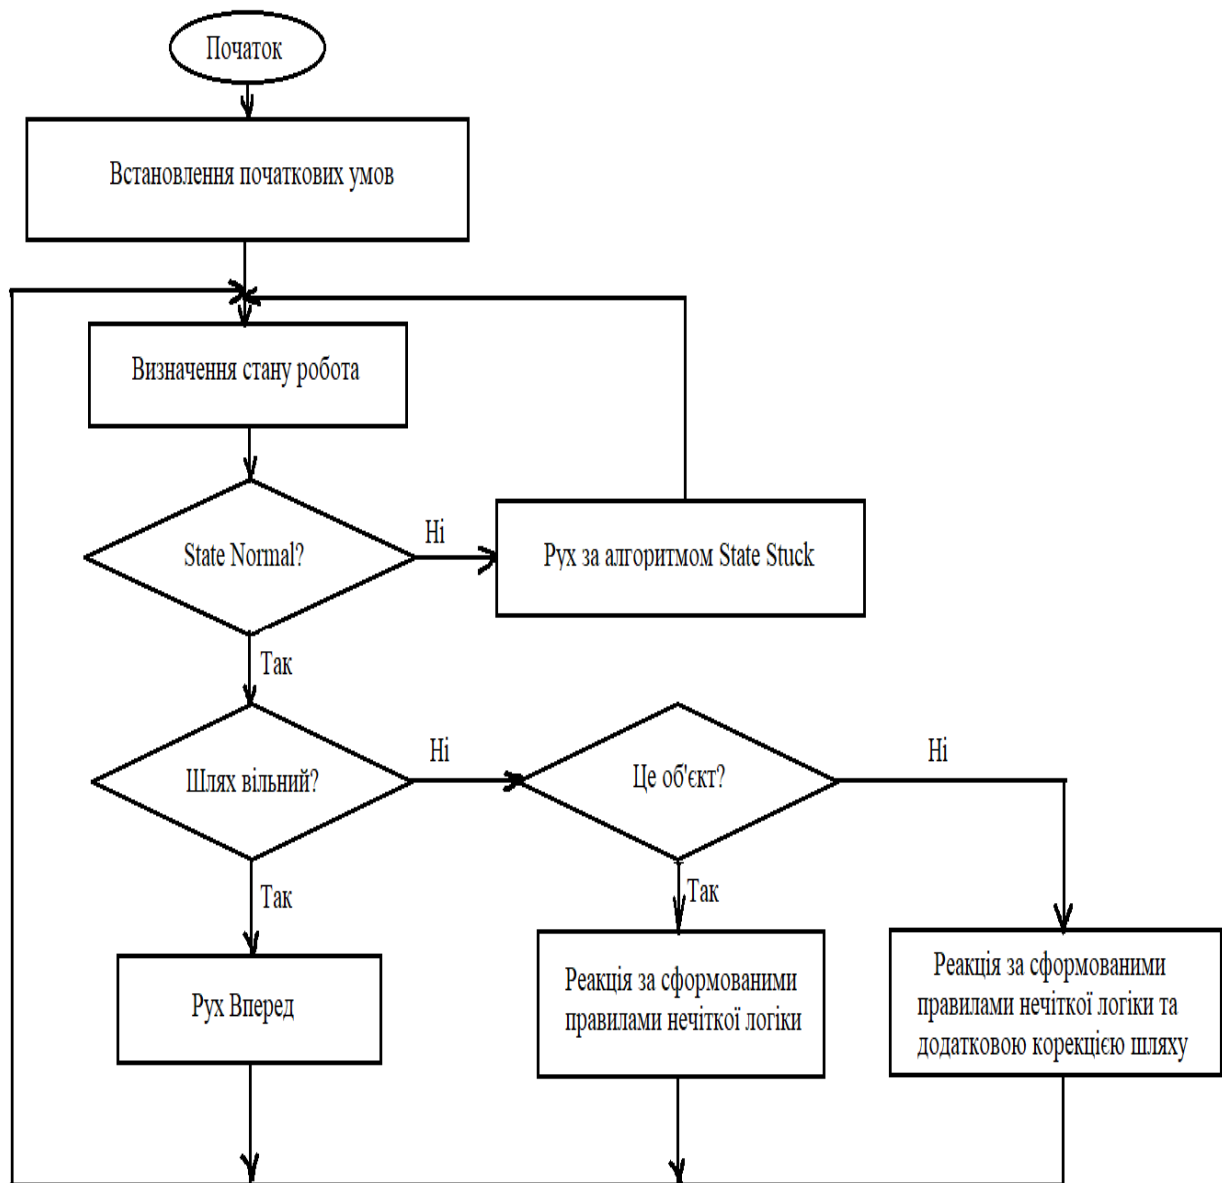 Початок
Встановлення початкових умов
Визначення стану робота
State Normal?
Ні
Рух за алгоритмом State Stuck
Так
Шлях вільний?
Ні
Це об'єкт?
Ні
Так
Так
Рух Вперед
Реакція за сформованими
правилами нечіткої логіки
Реакція за сформованими
правилами нечіткої логіки та
додатковою корекцією шляху